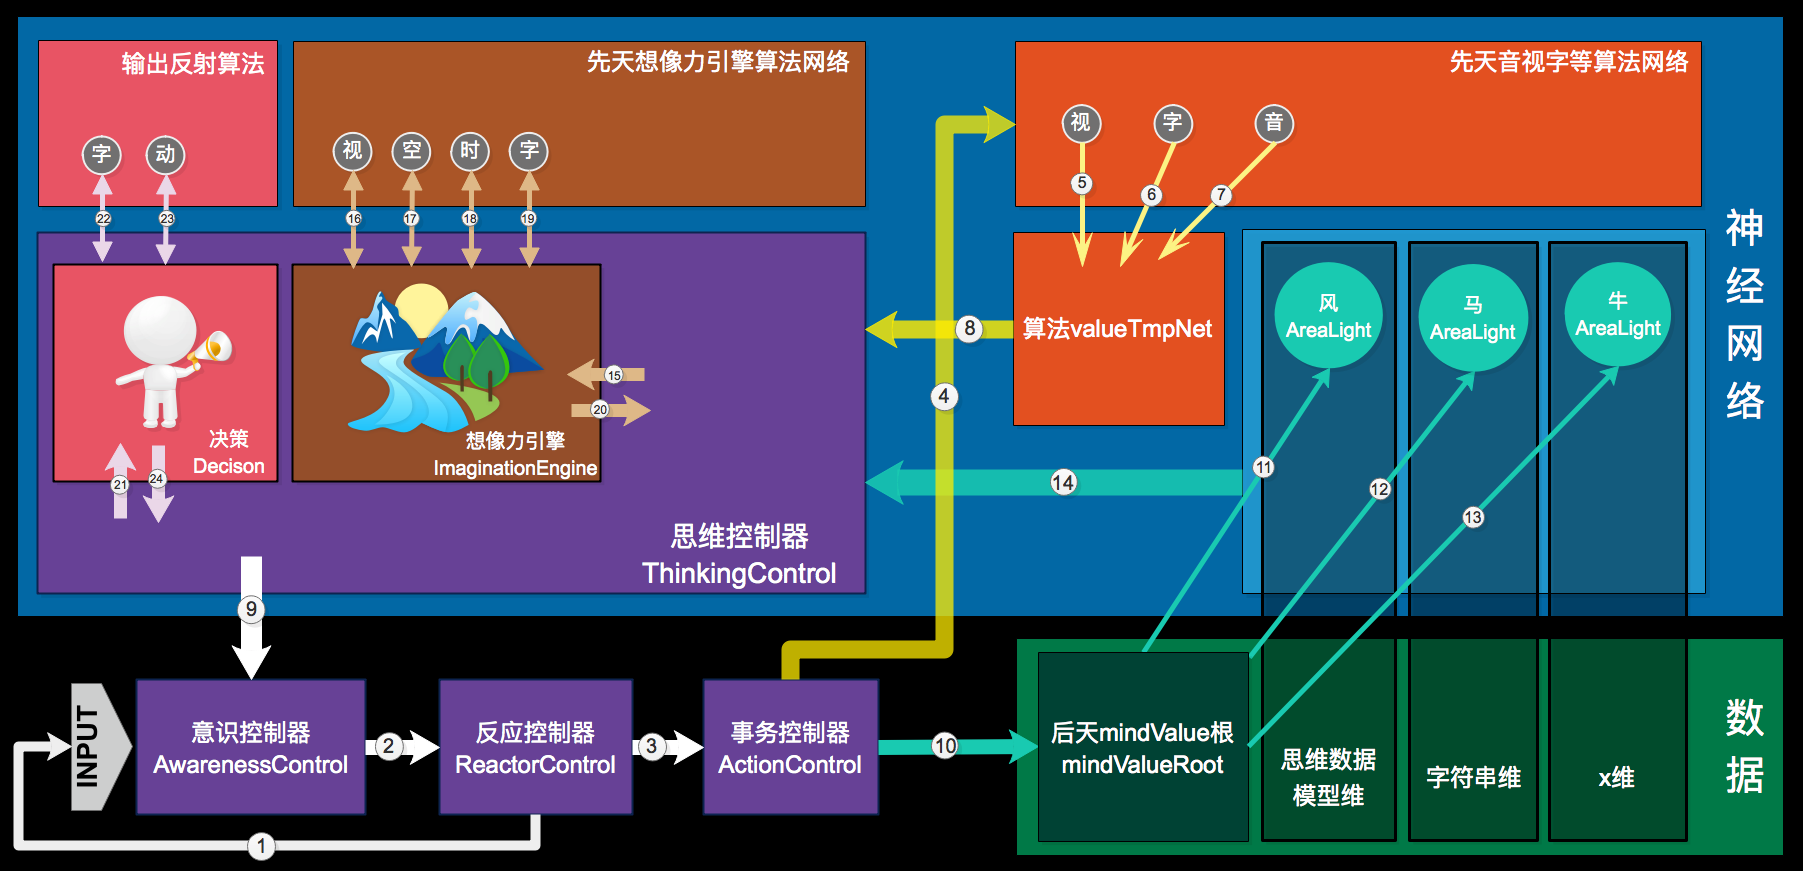 输出反射算法
字
动
22
23
先天想像力引擎算法网络
视
空
时
字
16
17
18
19
先天音视字等算法网络
视
字
音
5
6
7
神经网络
决策
Decison
21
24
想像力引擎
ImaginationEngine
15
20
思维控制器
ThinkingControl
算法valueTmpNet
8
4
14
风
AreaLight
马
AreaLight
牛
AreaLight
11
12
13
9
INPUT
意识控制器
AwarenessControl
2
反应控制器
ReactorControl
3
事务控制器
ActionControl
10
1
后天mindValue根
mindValueRoot
思维数据
模型维
字符串维
x维
数据